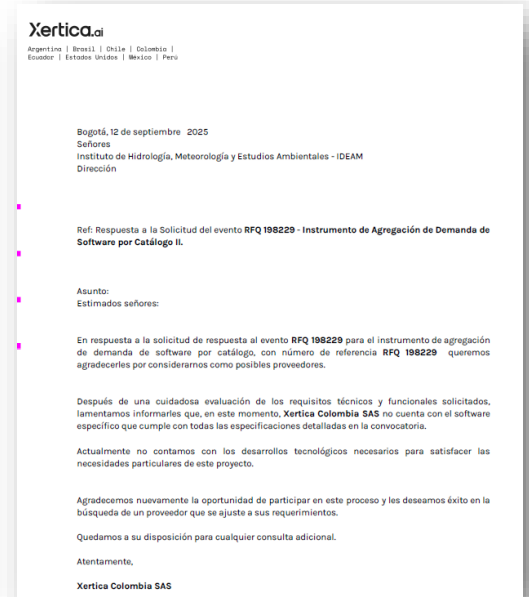 Xertica.ai
Argentina | Brasil | Chile | Colombia |
Ecuador | Estados Unidos | México | Perú
Bogotá, 12 de septiembre 2025
Señores
Instituto de Hidrología, Meteorología y Estudios Ambientales - IDEAM
Dirección
Ref: Respuesta a la Solicitud del evento RFQ 198229 - Instrumento de Agregación de Demanda de
Software por Catálogo II.
Asunto:
Estimados señores:
En respuesta a la solicitud de respuesta al evento RFQ 198229 para el instrumento de agregación
de demanda de software por catálogo, con número de referencia RFQ 198229 queremos
agradecerles por considerarnos como posibles proveedores.
Después de una cuidadosa evaluación de los requisitos técnicos y funcionales solicitados,
lamentamos informarles que, en este momento, Xertica Colombia SAS no cuenta con el software
específico que cumple con todas las especificaciones detalladas en la convocatoria.
Actualmente no contamos con los desarrollos tecnológicos necesarios para satisfacer las
necesidades particulares de este proyecto.
Agradecemos nuevamente la oportunidad de participar en este proceso y les deseamos éxito en la
búsqueda de un proveedor que se ajuste a sus requerimientos.
Quedamos a su disposición para cualquier consulta adicional.
Atentamente,
Xertica Colombia SAS